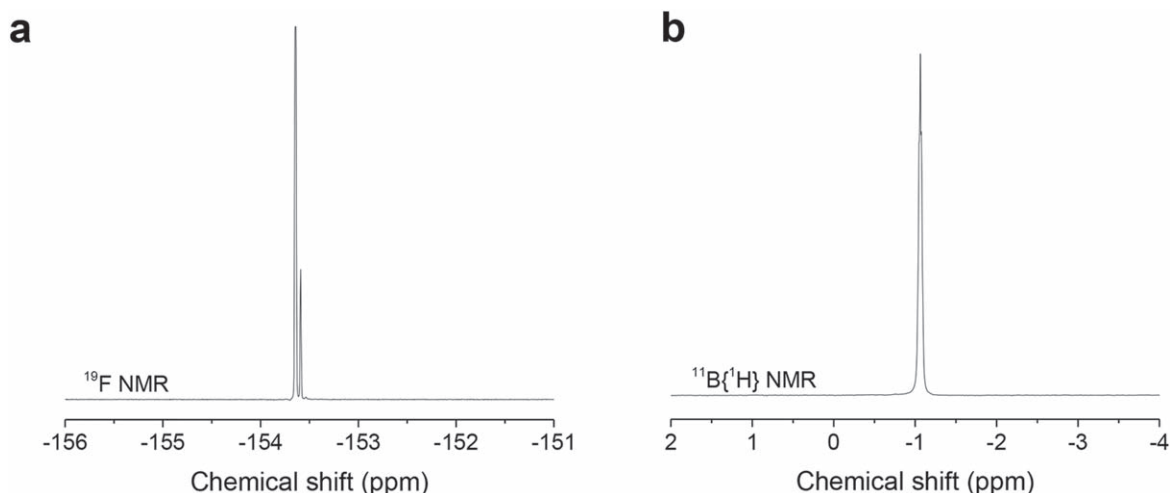 a
b
¹⁹F NMR
¹¹B{¹H} NMR
-156 -155 -154 -153 -152 -151
2 1 0 -1 -2 -3 -4
Chemical shift (ppm)
Chemical shift (ppm)